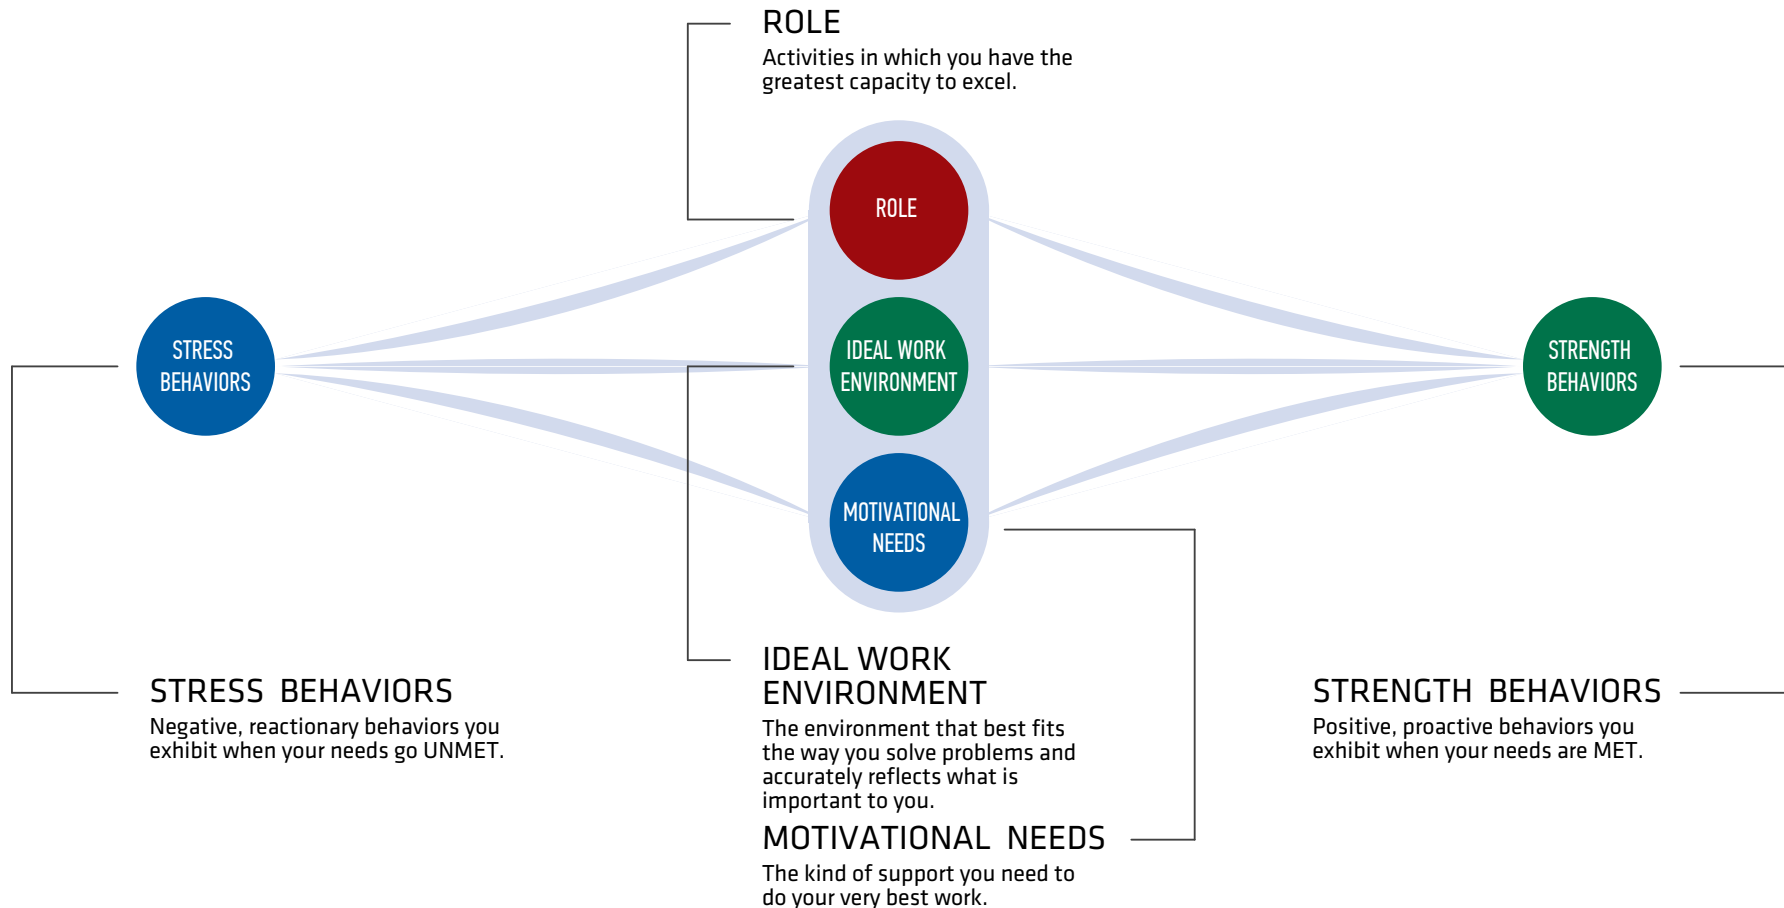 ROLE
Activities in which you have the
greatest capacity to excel.
ROLE
STRESS
BEHAVIORS
IDEAL WORK
ENVIRONMENT
STRENGTH
BEHAVIORS
MOTIVATIONAL
NEEDS
STRESS BEHAVIORS
Negative, reactionary behaviors you
exhibit when your needs go UNMET.
IDEAL WORK
ENVIRONMENT
The environment that best fits
the way you solve problems and
accurately reflects what is
important to you.
MOTIVATIONAL NEEDS
The kind of support you need to
do your very best work.
STRENGTH BEHAVIORS
Positive, proactive behaviors you
exhibit when your needs are MET.